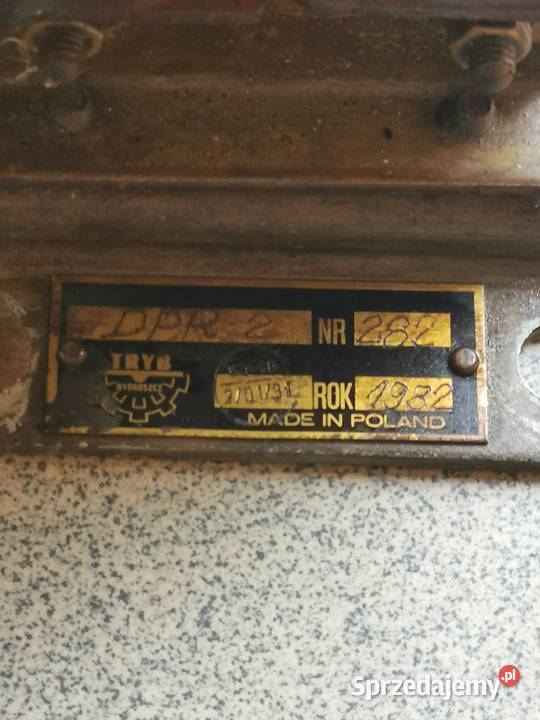 DPR 2 NR 282
TRYB
BYDGOSZCZ
ROK 1982
MADE IN POLAND
Sprzedajemy.pl